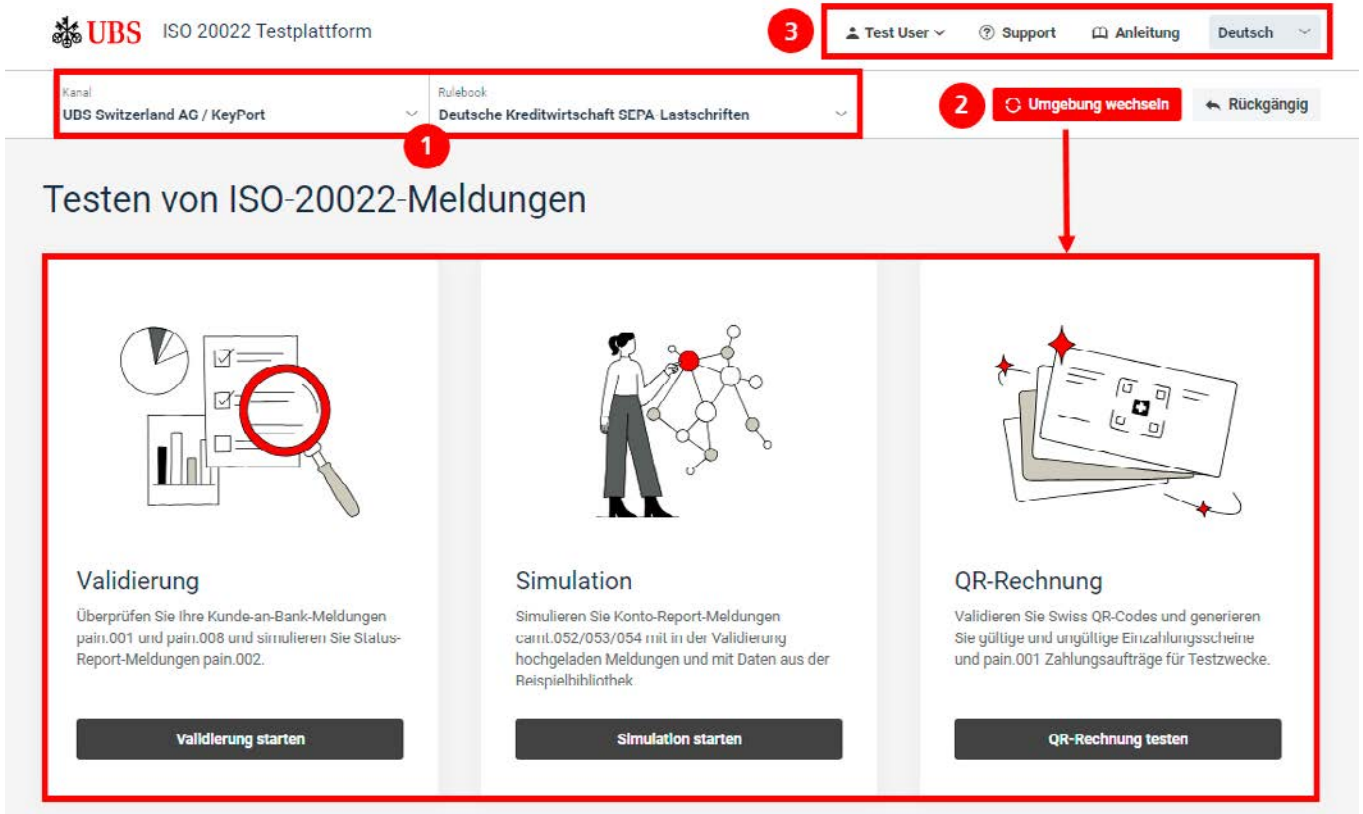 UBS ISO 20022 Testplattform
3
Test User
Support
Anleitung
Deutsch
Kanal
UBS Switzerland AG / KeyPort
Rulebook
Deutsche Kreditwirtschaft SEPA-Lastschriften
1
2
Umgebung wechseln
Rückgängig
Testen von ISO-20022-Meldungen
Validierung
Überprüfen Sie Ihre Kunde-an-Bank-Meldungen
pain.001 und pain.008 und simulieren Sie Status-
Report-Meldungen pain.002.
Validierung starten
Simulation
Simulieren Sie Konto-Report-Meldungen
camt.052/053/054 mit in der Validierung
hochgeladen Meldungen und mit Daten aus der
Beispielbibliothek
Simulation starten
QR-Rechnung
Validieren Sie Swiss QR-Codes und generieren
Sie gültige und ungültige Einzahlungsscheine
und pain.001 Zahlungsaufträge für Testzwecke.
QR-Rechnung testen